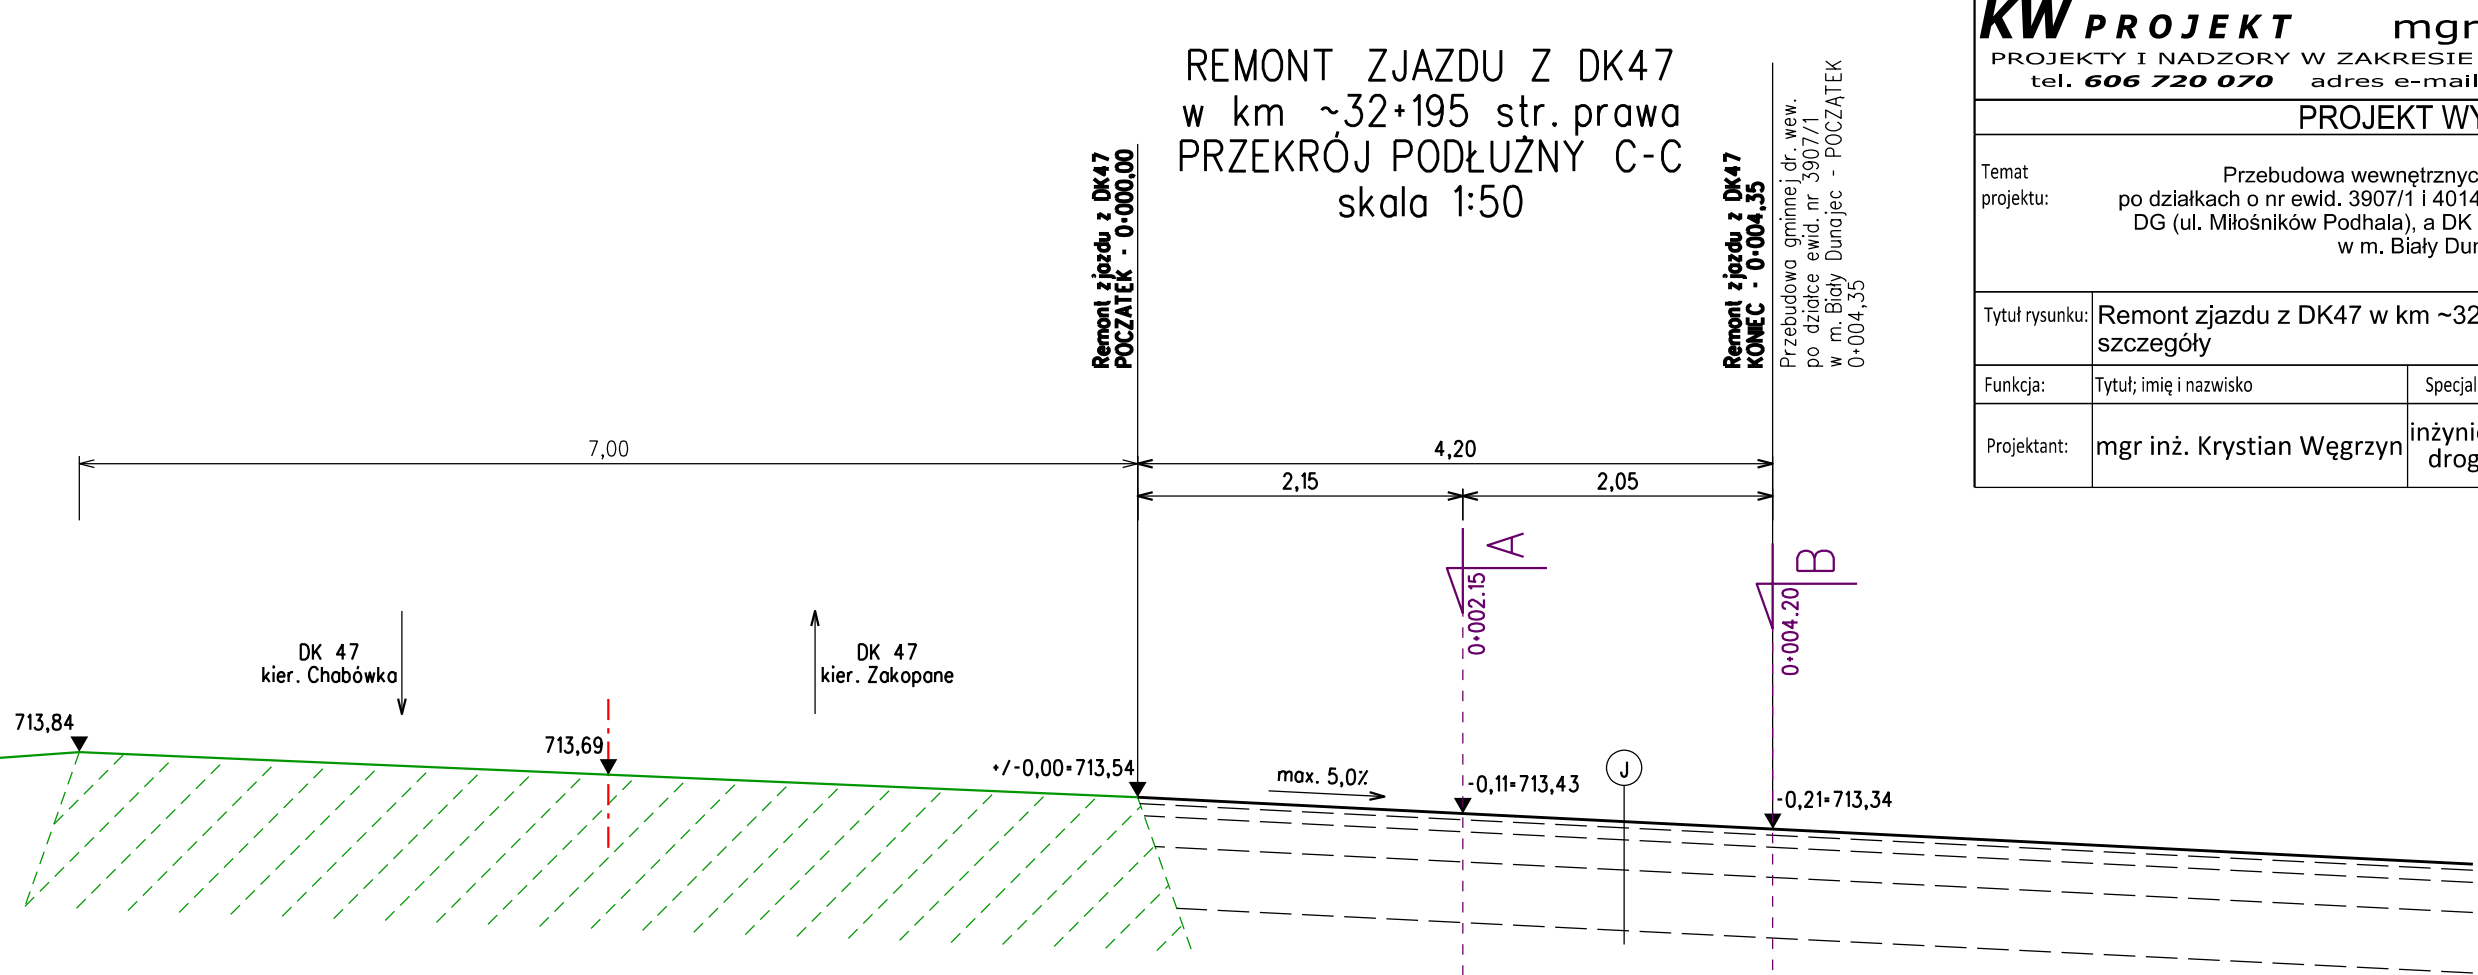 REMONT ZJAZDU Z DK47
w km ~32+195 str. prawa
PRZEKRÓJ PODŁUŻNY C-C
skala 1:50
Remont zjazdu z DK47
POCZĄTEK - 0+000,00
Remont zjazdu z DK47
KONIEC - 0+004,35
Przebudowa gminnej dr. wew.
po działce ewid. nr 3907/1
w m. Biały Dunajec - POCZĄTEK
0+004,35
KW PROJEKT mgr
PROJEKTY I NADZORY W ZAKRESIE
tel. 606 720 070 adres e-mail
PROJEKT WY
Temat
projektu:
Przebudowa wewnętrznyc
po działkach o nr ewid. 3907/1 i 4014
DG (ul. Miłośników Podhala), a DK
w m. Biały Dun
Tytuł rysunku:
Remont zjazdu z DK47 w km ~32
szczegóły
Funkcja:
Tytuł; imię i nazwisko
Specjal
Projektant:
mgr inż. Krystian Węgrzyn
inżynie
drog
7,00
4,20
2,15
2,05
A
0+002.15
B
0+004.20
DK 47
kier. Chabówka
DK 47
kier. Zakopane
713,84
713,69
+/-0,00=713,54
max. 5,0%
-0,11=713,43
J
-0,21=713,34